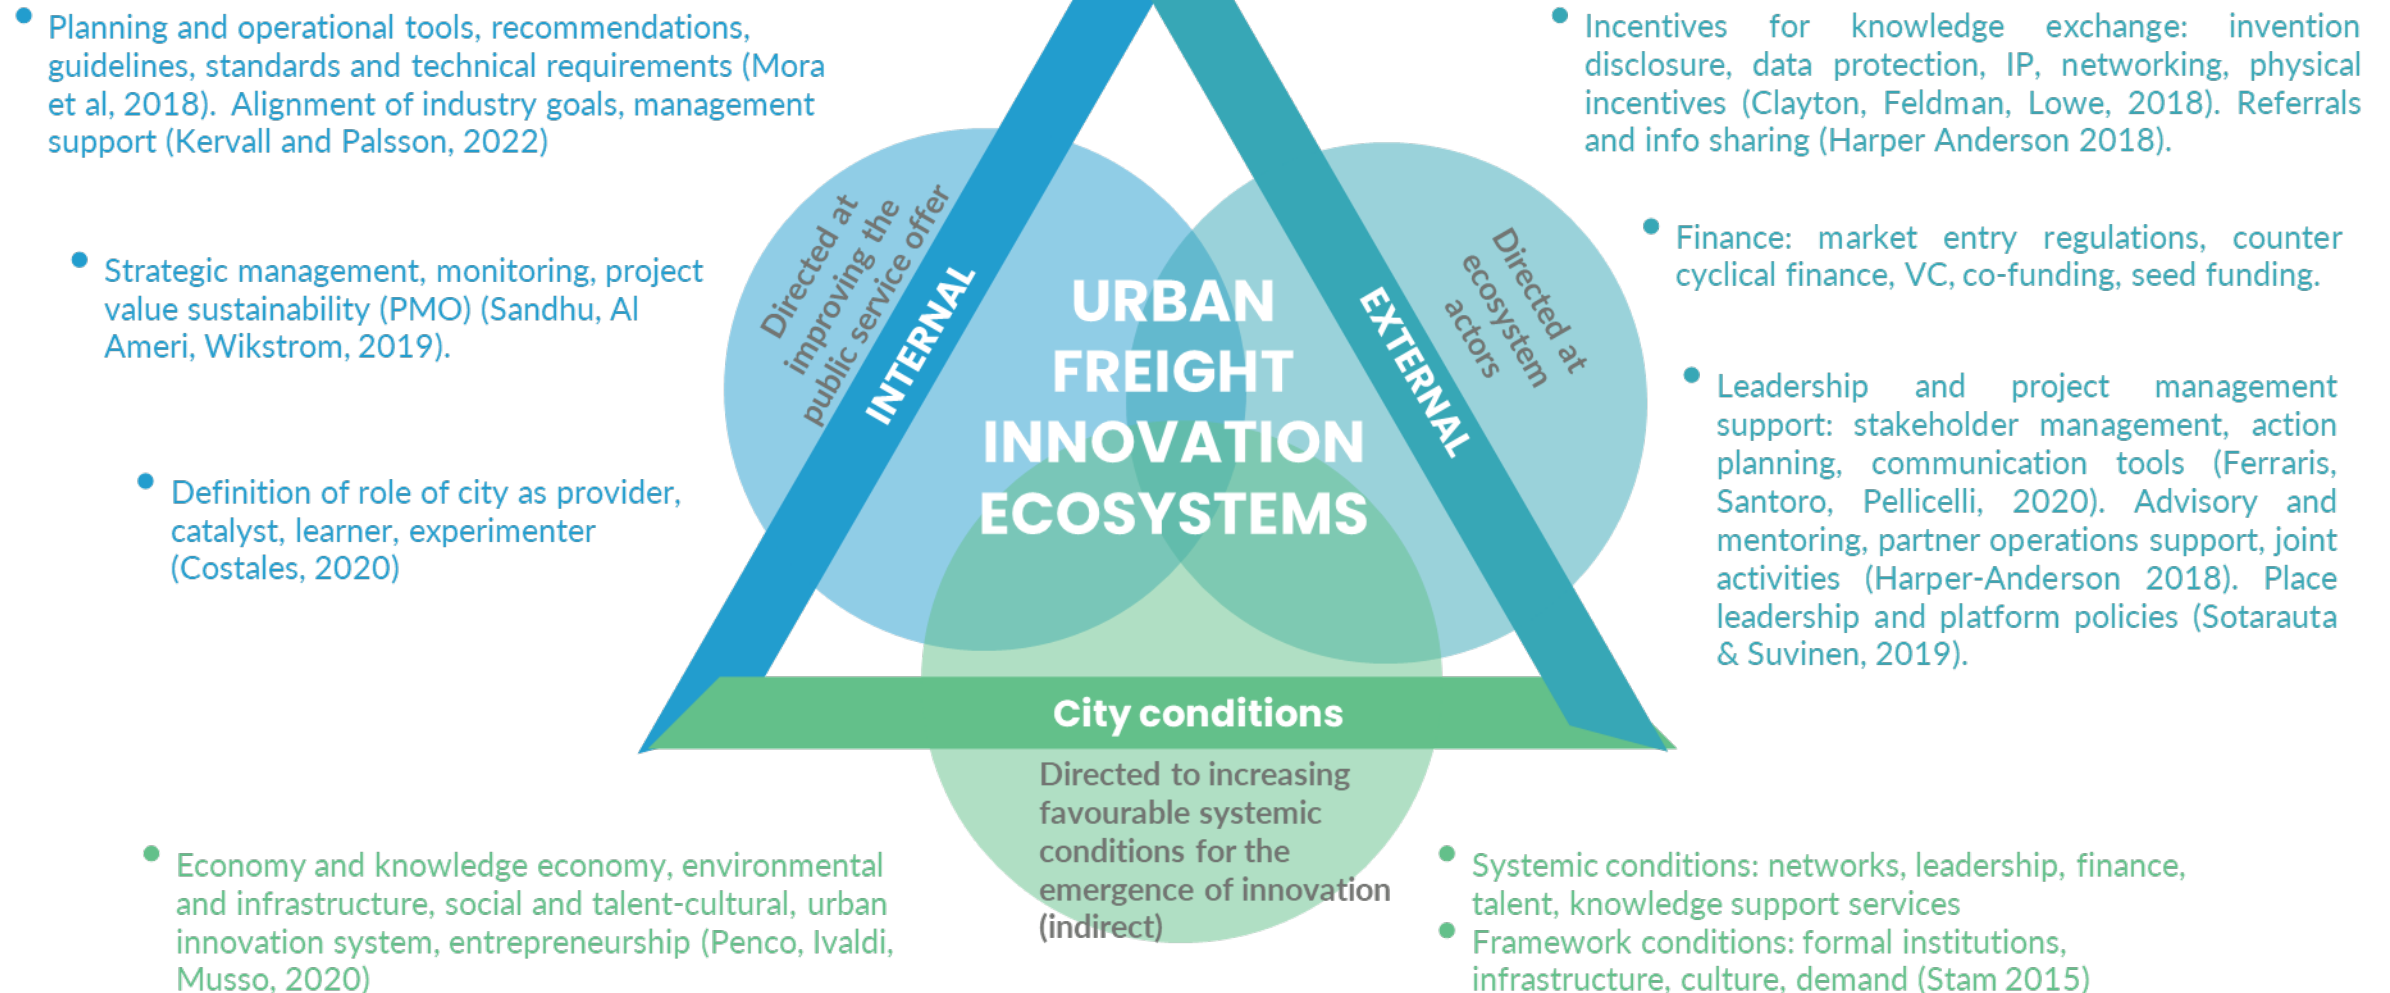 Planning and operational tools, recommendations,
guidelines, standards and technical requirements (Mora
et al, 2018). Alignment of industry goals, management
support (Kervall and Palsson, 2022)
Strategic management, monitoring, project
value sustainability (PMO) (Sandhu, Al
Ameri, Wikstrom, 2019).
Definition of role of city as provider,
catalyst, learner, experimenter
(Costales, 2020)
Directed at
improving the
public service offer
INTERNAL
URBAN
FREIGHT
INNOVATION
ECOSYSTEMS
EXTERNAL
Directed at
ecosystem
actors
Incentives for knowledge exchange: invention
disclosure, data protection, IP, networking, physical
incentives (Clayton, Feldman, Lowe, 2018). Referrals
and info sharing (Harper Anderson 2018).
Finance: market entry regulations, counter
cyclical finance, VC, co-funding, seed funding.
Leadership and project management
support: stakeholder management, action
planning, communication tools (Ferraris,
Santoro, Pellicelli, 2020). Advisory and
mentoring, partner operations support, joint
activities (Harper-Anderson 2018). Place
leadership and platform policies (Sotarauta
& Suvinen, 2019).
City conditions
Directed to increasing
favourable systemic
conditions for the
emergence of innovation
(indirect)
Economy and knowledge economy, environmental
and infrastructure, social and talent-cultural, urban
innovation system, entrepreneurship (Penco, Ivaldi,
Musso, 2020)
Systemic conditions: networks, leadership, finance,
talent, knowledge support services
Framework conditions: formal institutions,
infrastructure, culture, demand (Stam 2015)